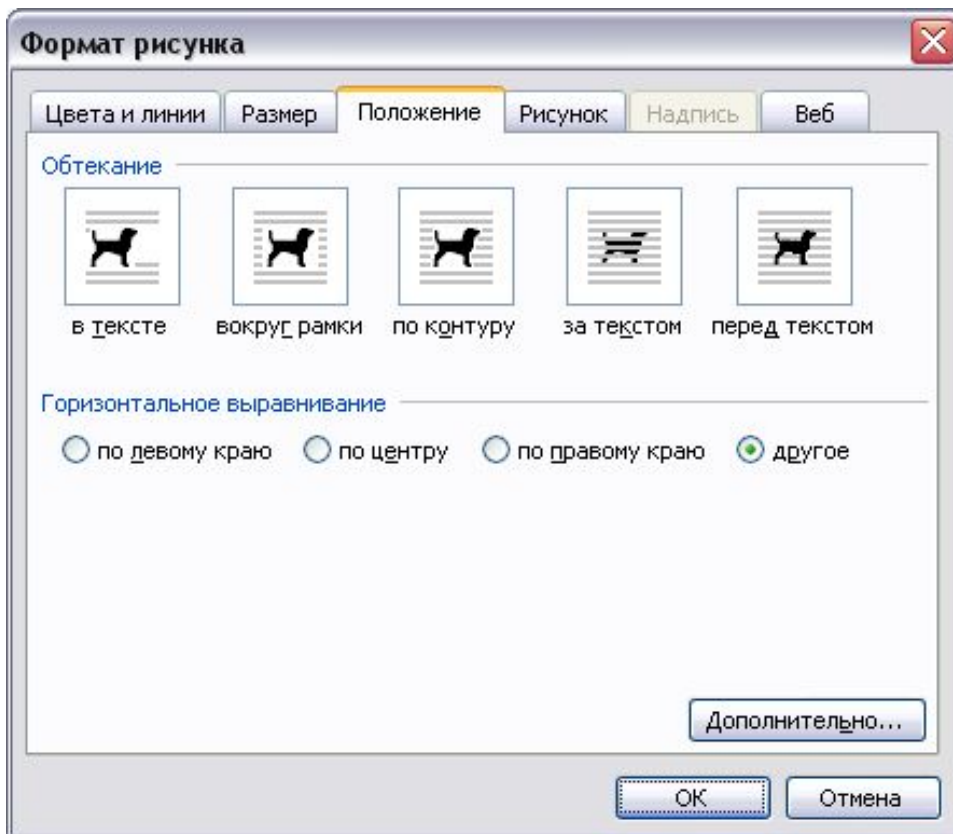 Формат рисунка
Цвета и линии Размер Положение Рисунок Надпись Веб
Обтекание
в тексте вокруг рамки по контуру за текстом перед текстом
Горизонтальное выравнивание
по левому краю по центру по правому краю другое
Дополнительно...
ОК Отмена